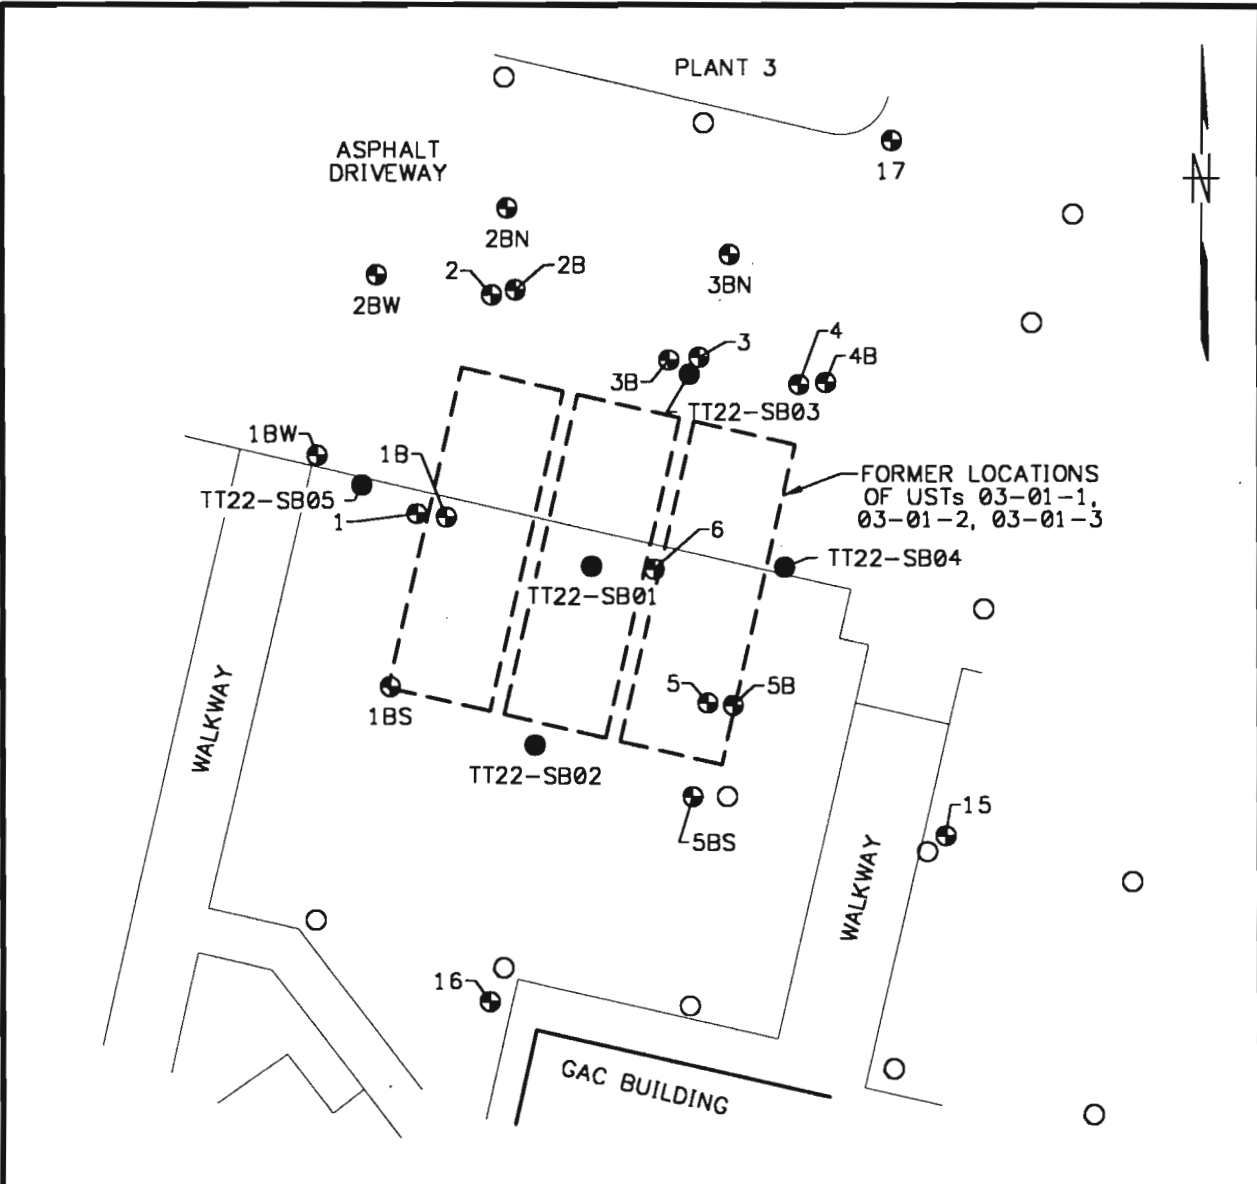 PLANT 3
ASPHALT
DRIVEWAY
17
N
2BN
2BW
2
2B
3BN
3
3B
4
4B
TT22-SB03
1BW
1B
TT22-SB05
1
FORMER LOCATIONS
OF USTs 03-01-1,
03-01-2, 03-01-3
6
TT22-SB04
TT22-SB01
WALKWAY
1BS
5
5B
TT22-SB02
5BS
15
WALKWAY
16
GAC BUILDING